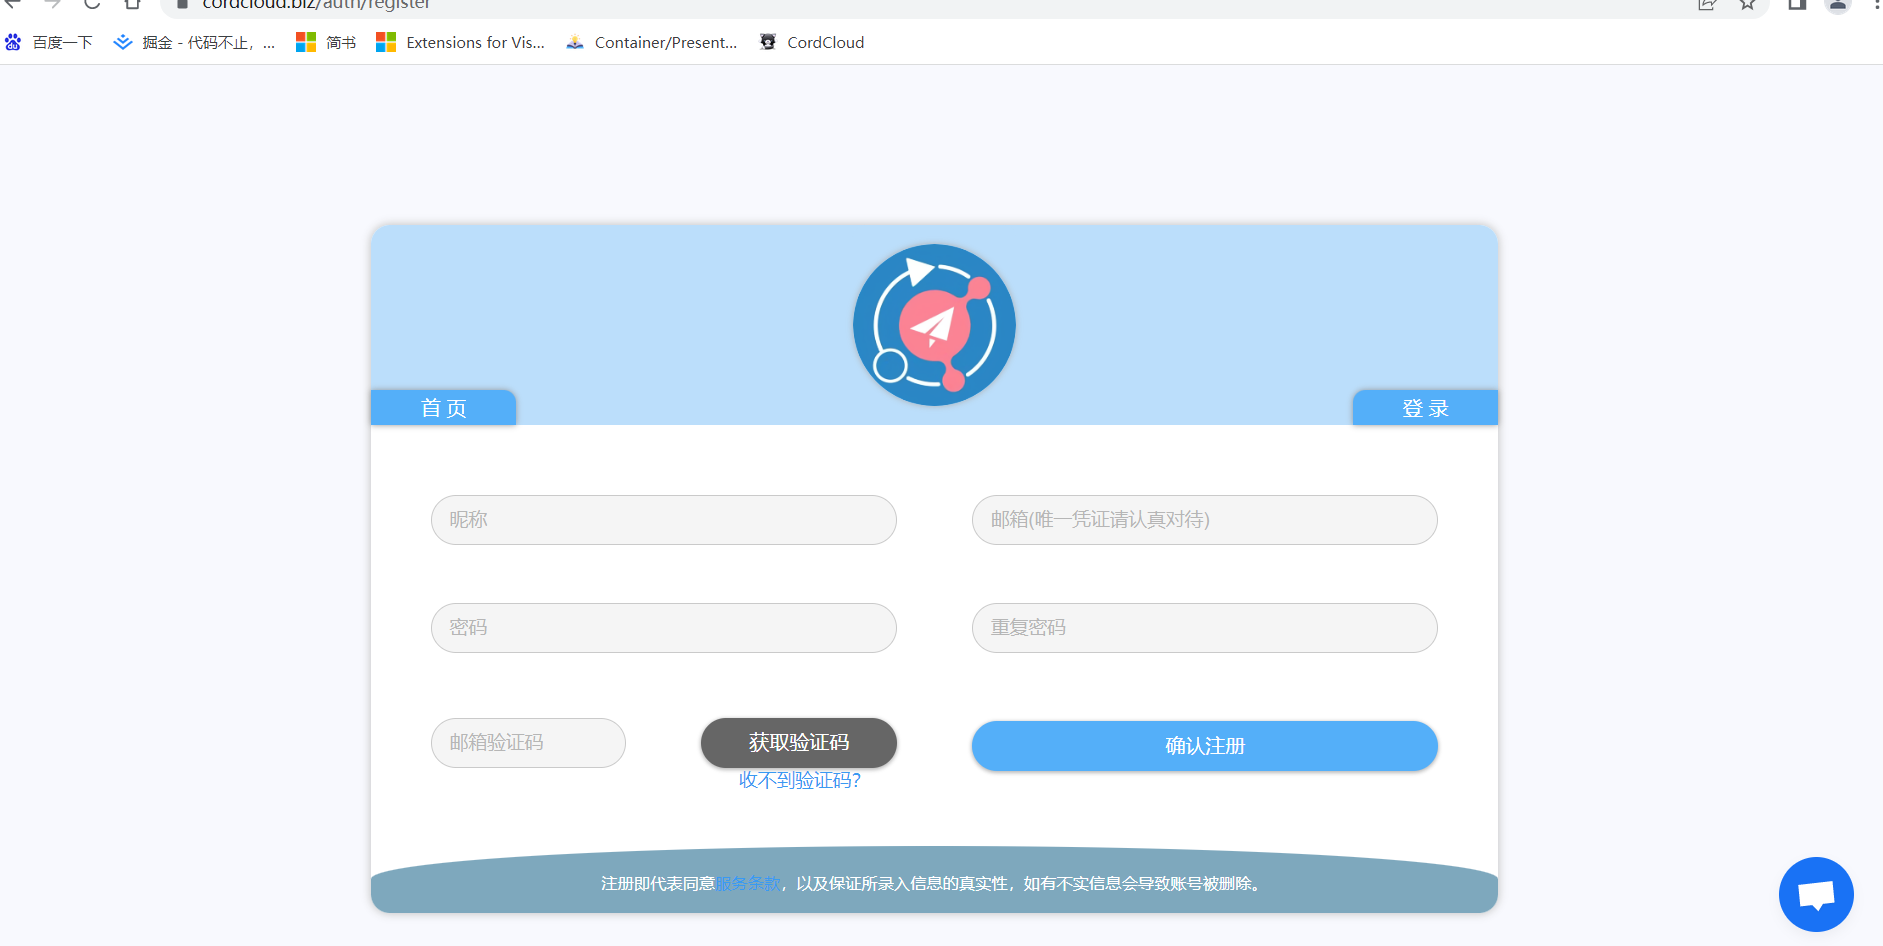 cordcloud.biz/auth/register
百度一下 掘金 - 代码不止，... 简书 Extensions for Vis... Container/Present... CordCloud
首 页 登 录
昵称 邮箱(唯一凭证请认真对待)
密码 重复密码
邮箱验证码 获取验证码 确认注册
收不到验证码?
注册即代表同意服务条款，以及保证所录入信息的真实性，如有不实信息会导致账号被删除。